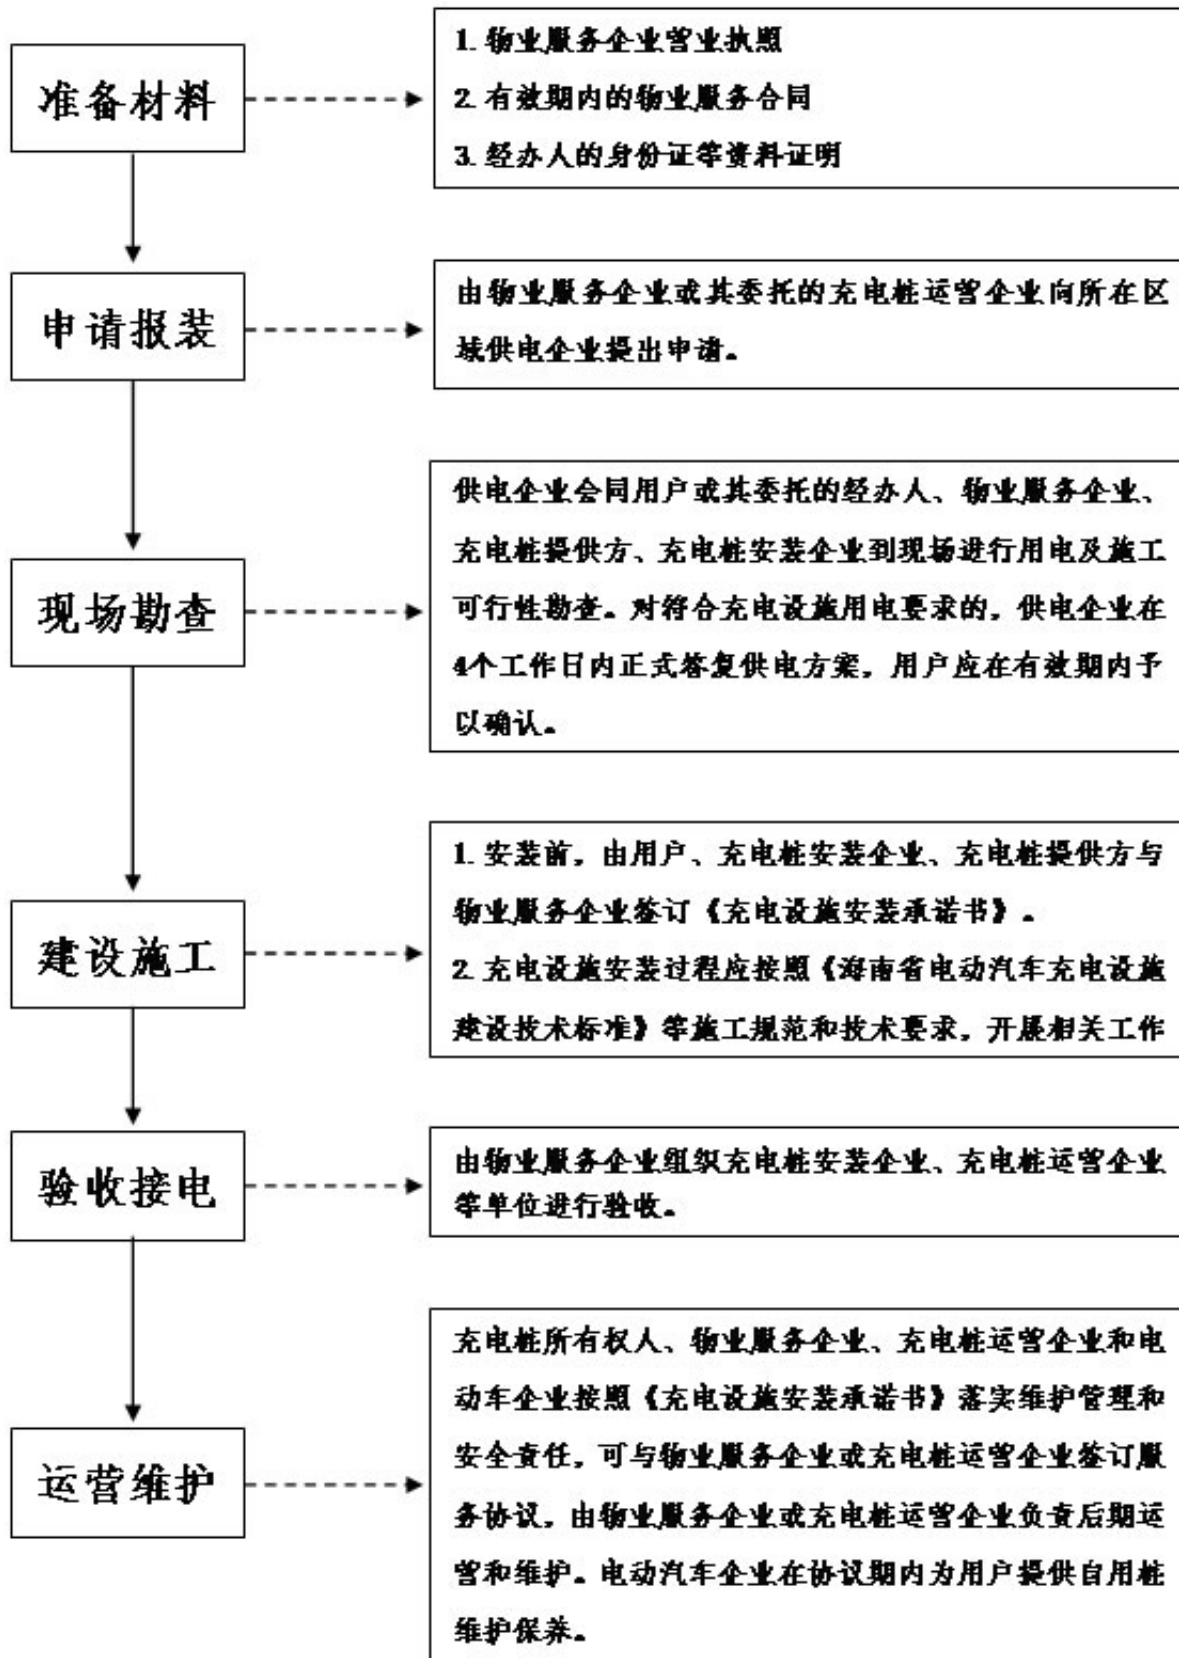 准备材料
1. 物业服务企业营业执照
2. 有效期内的物业服务合同
3. 经办人的身份证等资料证明
申请报装
由物业服务企业或其委托的充电桩运营企业向所在区
域供电企业提出申请。
现场勘查
供电企业会同用户或其委托的经办人、物业服务企业、
充电桩提供方、充电桩安装企业到现场进行用电及施工
可行性勘查。对符合充电设施用电要求的，供电企业在
4个工作日内正式答复供电方案，用户应在有效期内予
以确认。
建设施工
1. 安装前，由用户、充电桩安装企业、充电桩提供方与
物业服务企业签订《充电设施安装承诺书》。
2. 充电设施安装过程应按照《海南省电动汽车充电设施
建设技术标准》等施工规范和技术要求，开展相关工作
验收接电
由物业服务企业组织充电桩安装企业、充电桩运营企业
等单位进行验收。
运营维护
充电桩所有权人、物业服务企业、充电桩运营企业和电
动车企业按照《充电设施安装承诺书》落实维护管理和
安全责任，可与物业服务企业或充电桩运营企业签订服
务协议，由物业服务企业或充电桩运营企业负责后期运
营和维护。电动汽车企业在协议期内为用户提供自用桩
维护保养。